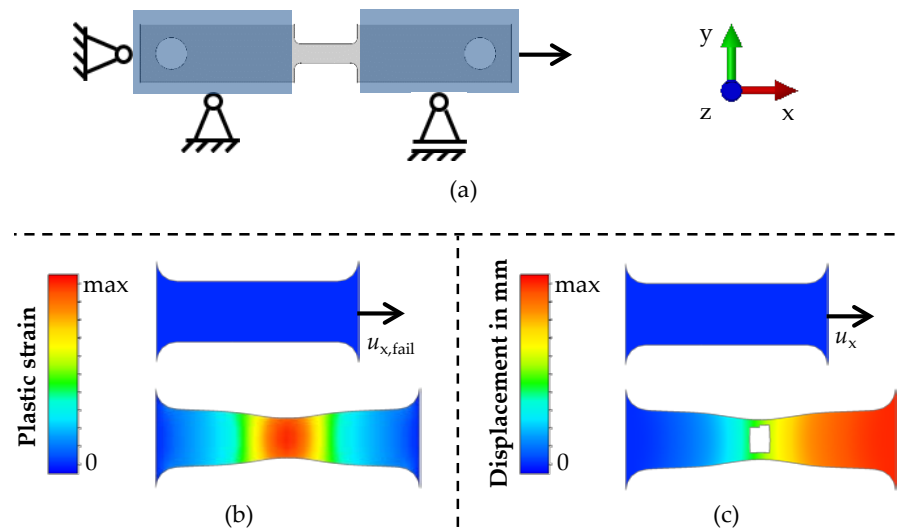 y
z
x
(a)
Plastic strain
max
0
u_x,fail
(b)
Displacement in mm
max
0
u_x
(c)